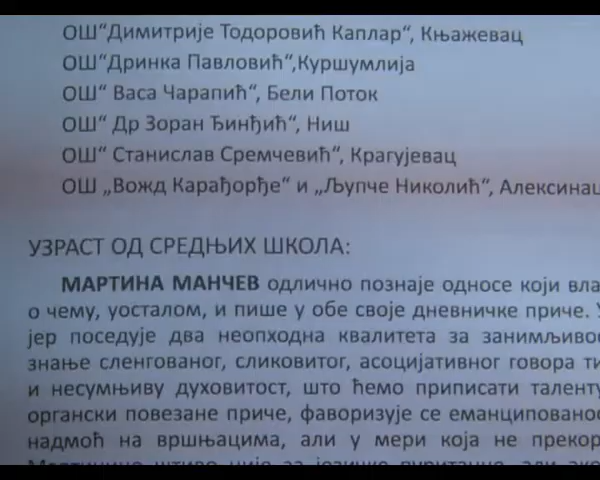 ОШ“Димитрије Тодоровић Каплар“, Књажевац
ОШ“Дринка Павловић“,Куршумлија
ОШ“ Васа Чарапић“, Бели Поток
ОШ“ Др Зоран Ђинђић“, Ниш
ОШ“ Станислав Сремчевић“, Крагујевац
ОШ „Вожд Карађорђе“ и „Љупче Николић“, Алексинац
УЗРАСТ ОД СРЕДЊИХ ШКОЛА:
МАРТИНА МАНЧЕВ одлично познаје односе који вла
о чему, уосталом, и пише у обе своје дневничке приче.
јер поседује два неопходна квалитета за занимљивос
знање сленгованог, сликовитог, асоцијативног говора ти
и несумњиву духовитост, што ћемо приписати таленту
органски повезане приче, фаворизује се еманципованос
надмоћ на вршњацима, али у мери која не прекор